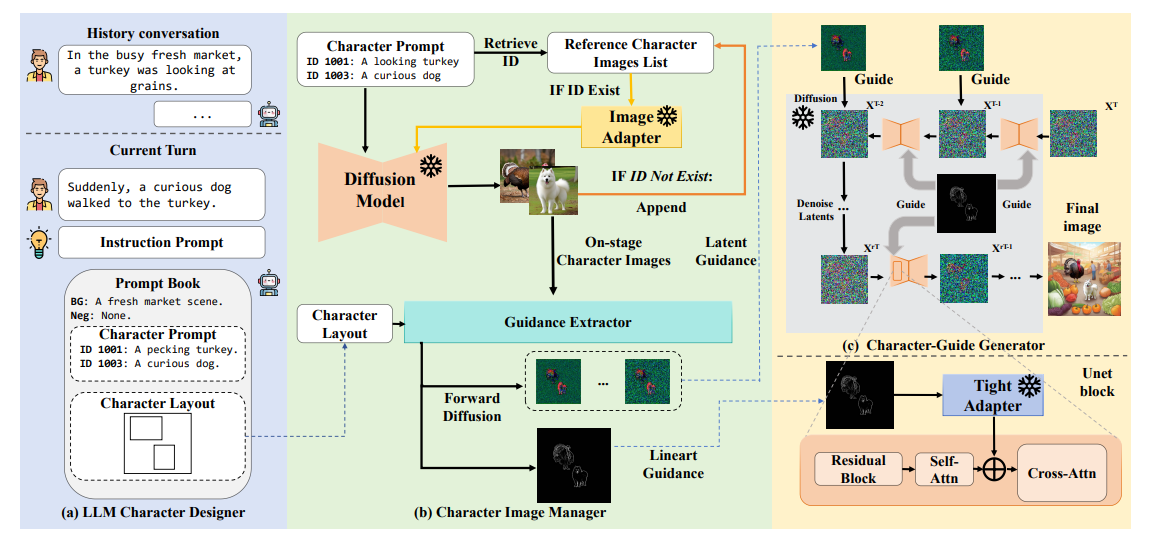 History conversation
In the busy fresh market,
a turkey was looking at
grains.
...
Current Turn
Suddenly, a curious dog
walked to the turkey.
Instruction Prompt
Prompt Book
BG: A fresh market scene.
Neg: None.
Character Prompt
ID 1001: A pecking turkey.
ID 1003: A curious dog.
Character Layout
(a) LLM Character Designer
Character Prompt
ID 1001: A looking turkey
ID 1003: A curious dog
Retrieve
ID
Reference Character
Images List
IF ID Exist
Image
Adapter
Diffusion
Model
IF ID Not Exist:
Append
On-stage
Character Images
Latent
Guidance
Character
Layout
Guidance Extractor
Forward
Diffusion
...
Lineart
Guidance
(b) Character Image Manager
Guide
Guide
Diffusion
X^T-2
X^T-1
X^T
Denoise
Latents
...
Guide
Guide
Final
image
X^rT
X^rT-1
...
(c) Character-Guide Generator
Unet
block
Tight
Adapter
Residual
Block
Self-
Attn
Cross-Attn